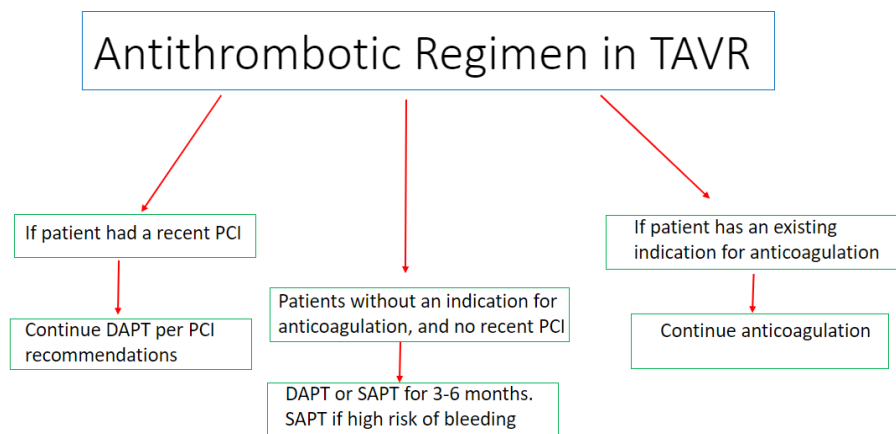 Antithrombotic Regimen in TAVR
If patient had a recent PCI
Continue DAPT per PCI
recommendations
Patients without an indication for
anticoagulation, and no recent PCI
DAPT or SAPT for 3-6 months.
SAPT if high risk of bleeding
If patient has an existing
indication for anticoagulation
Continue anticoagulation